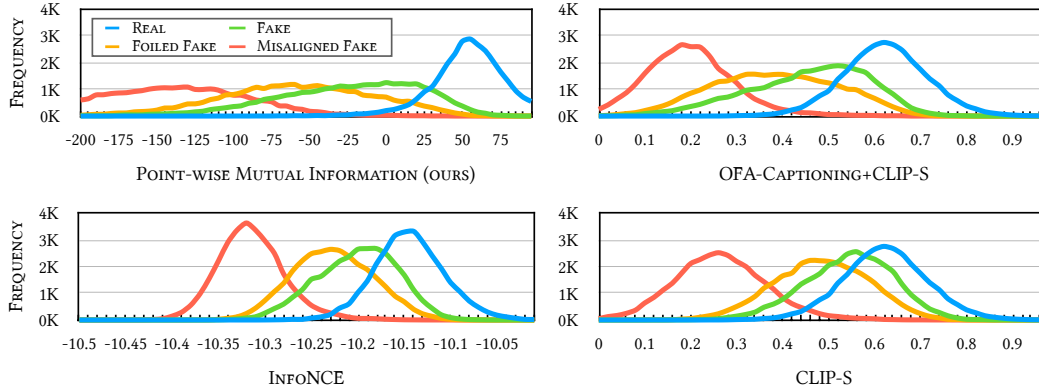 4K
3K
2K
1K
0K
FREQUENCY
REAL
FAKE
FOILED FAKE
MISALIGNED FAKE
-200 -175 -150 -125 -100 -75 -50 -25 0 25 50 75
POINT-WISE MUTUAL INFORMATION (OURS)
4K
3K
2K
1K
0K
0 0.1 0.2 0.3 0.4 0.5 0.6 0.7 0.8 0.9
OFA-CAPTIONING+CLIP-S
4K
3K
2K
1K
0K
FREQUENCY
-10.5 -10.45 -10.4 -10.35 -10.3 -10.25 -10.2 -10.15 -10.1 -10.05
INFONCE
4K
3K
2K
1K
0K
0 0.1 0.2 0.3 0.4 0.5 0.6 0.7 0.8 0.9
CLIP-S